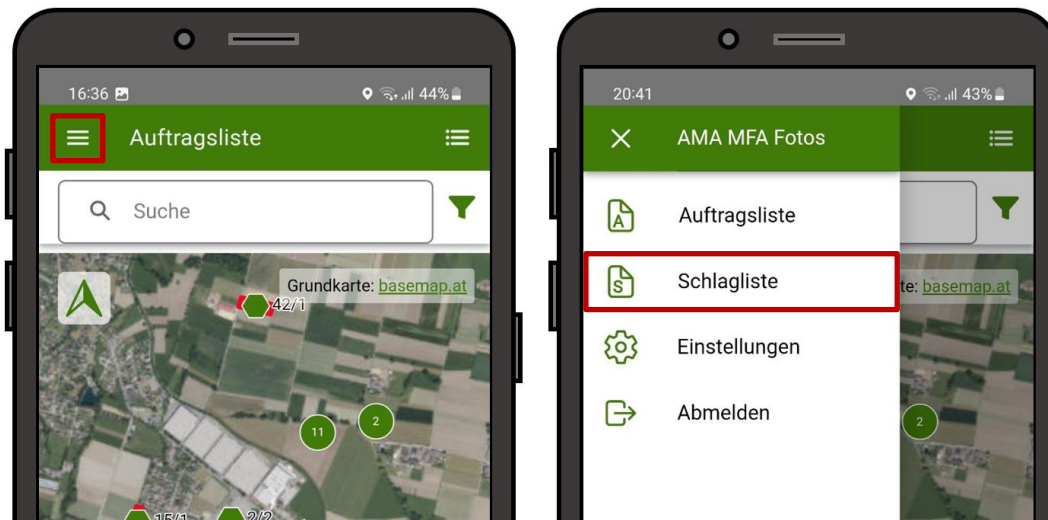 16:36 44%
Auftragsliste
Suche
Grundkarte: basemap.at
42/1
11
2
15/1 2/2
20:41 43%
AMA MFA Fotos
A Auftragsliste
S Schlagliste
te: basemap.at
Einstellungen
Abmelden
2